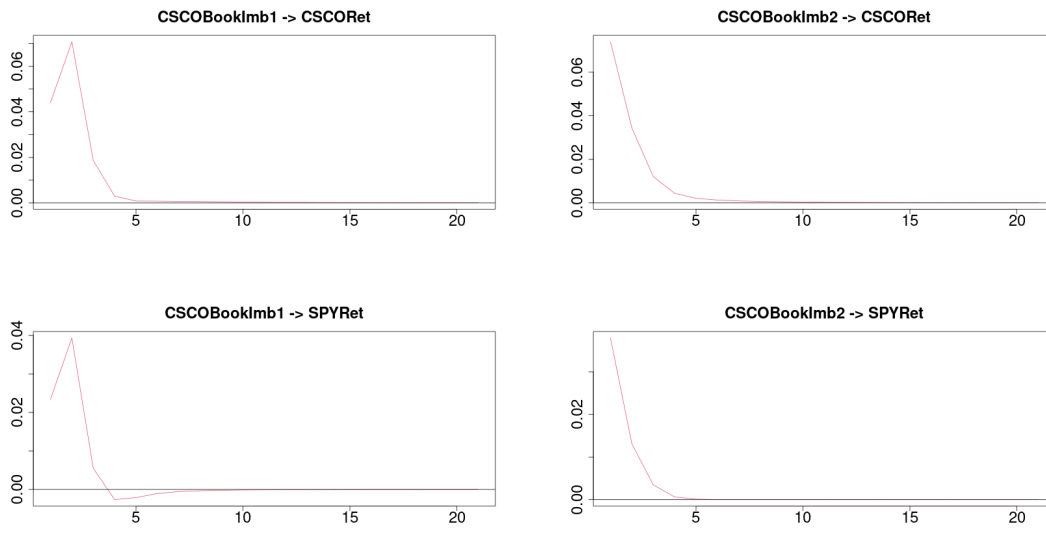 CSCOBookImb1 -> CSCORet
0.06
0.04
0.02
0.00
5 10 15 20
CSCOBookImb2 -> CSCORet
0.06
0.04
0.02
0.00
5 10 15 20
CSCOBookImb1 -> SPYRet
0.04
0.02
0.00
5 10 15 20
CSCOBookImb2 -> SPYRet
0.02
0.00
5 10 15 20